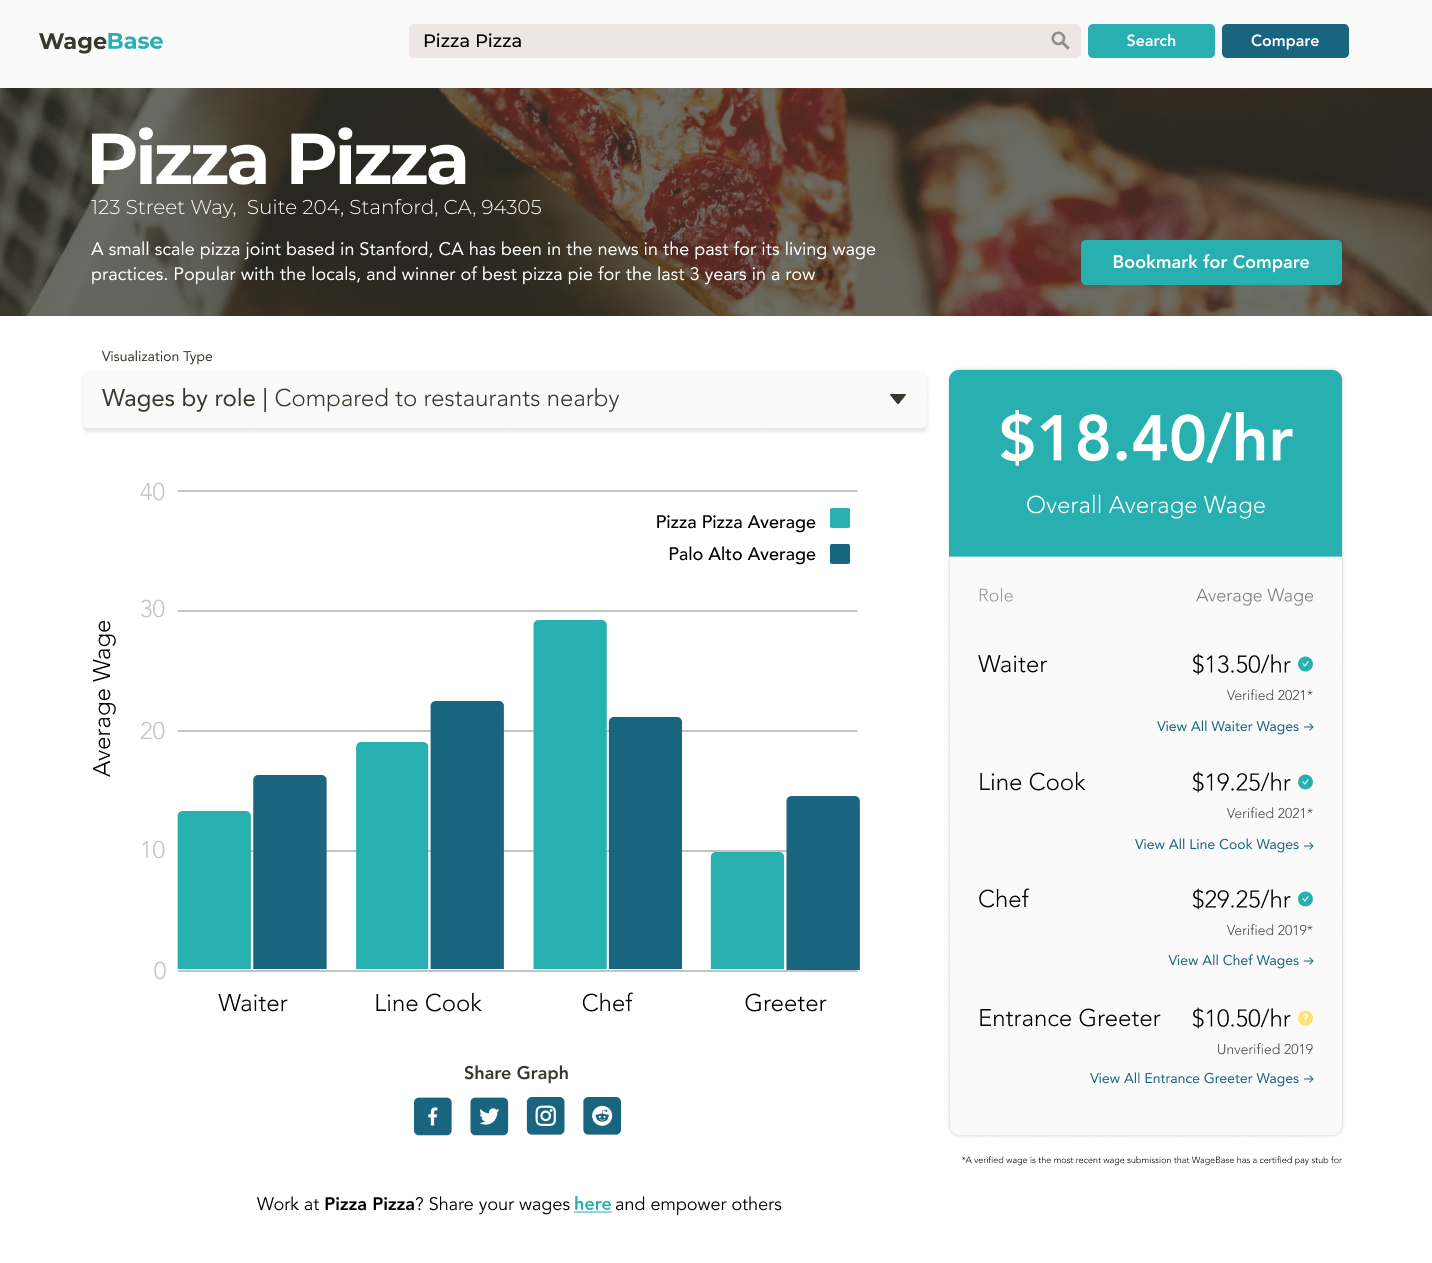 WageBase
Pizza Pizza
Search
Compare
Pizza Pizza
123 Street Way, Suite 204, Stanford, CA, 94305
A small scale pizza joint based in Stanford, CA has been in the news in the past for its living wage
practices. Popular with the locals, and winner of best pizza pie for the last 3 years in a row
Bookmark for Compare
Visualization Type
Wages by role | Compared to restaurants nearby
40
30
20
10
0
Average Wage
Pizza Pizza Average
Palo Alto Average
Waiter
Line Cook
Chef
Greeter
Share Graph
Work at Pizza Pizza? Share your wages here and empower others
$18.40/hr
Overall Average Wage
Role Average Wage
Waiter $13.50/hr
Verified 2021*
View All Waiter Wages →
Line Cook $19.25/hr
Verified 2021*
View All Line Cook Wages →
Chef $29.25/hr
Verified 2019*
View All Chef Wages →
Entrance Greeter $10.50/hr ?
Unverified 2019
View All Entrance Greeter Wages →
*A verified wage is the most recent wage submission that WageBase has a certified pay stub for